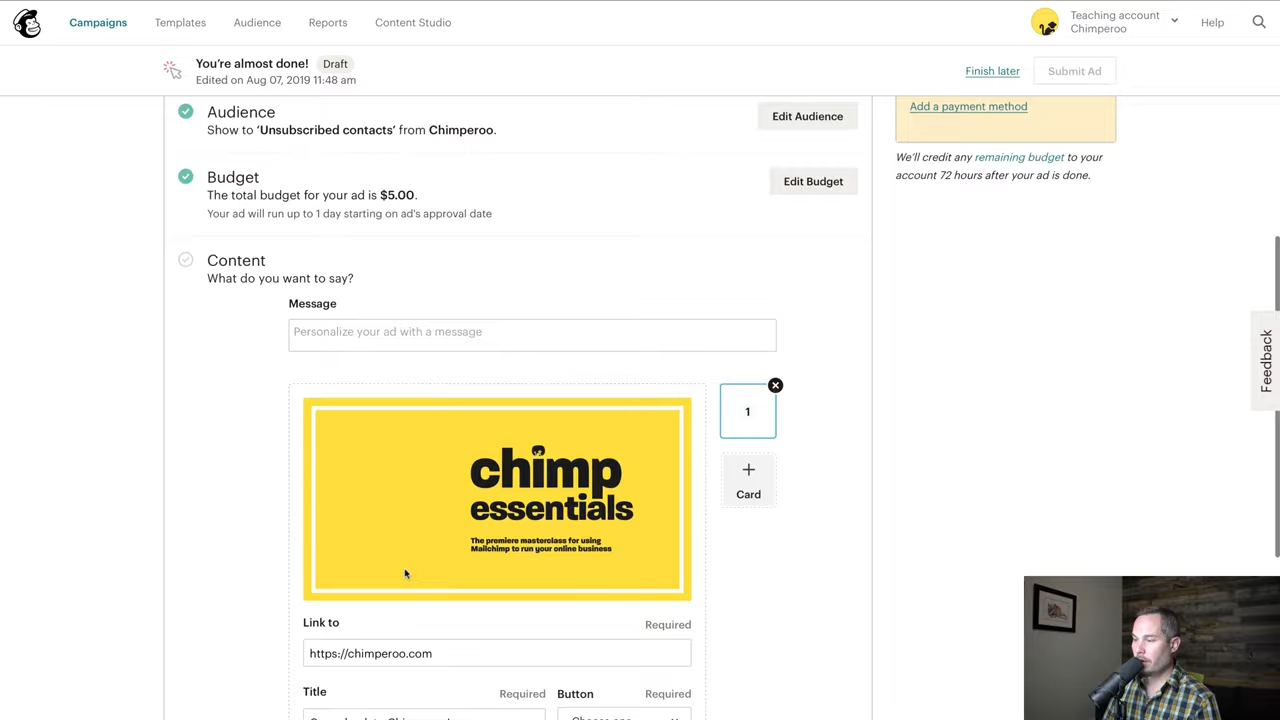 Campaigns
Templates
Audience
Reports
Content Studio
Teaching account
Chimperoo
Help
You're almost done!
Draft
Edited on Aug 07, 2019 11:48 am
Finish later
Submit Ad
Audience
Show to 'Unsubscribed contacts' from Chimperoo.
Edit Audience
Add a payment method
We'll credit any remaining budget to your
account 72 hours after your ad is done.
Budget
The total budget for your ad is $5.00.
Your ad will run up to 1 day starting on ad's approval date
Edit Budget
Content
What do you want to say?
Message
Personalize your ad with a message
1
+
Card
chimp
essentials
The premiere masterclass for using
Mailchimp to run your online business
Link to
Required
https://chimperoo.com
Title
Required
Button
Required
Feedback